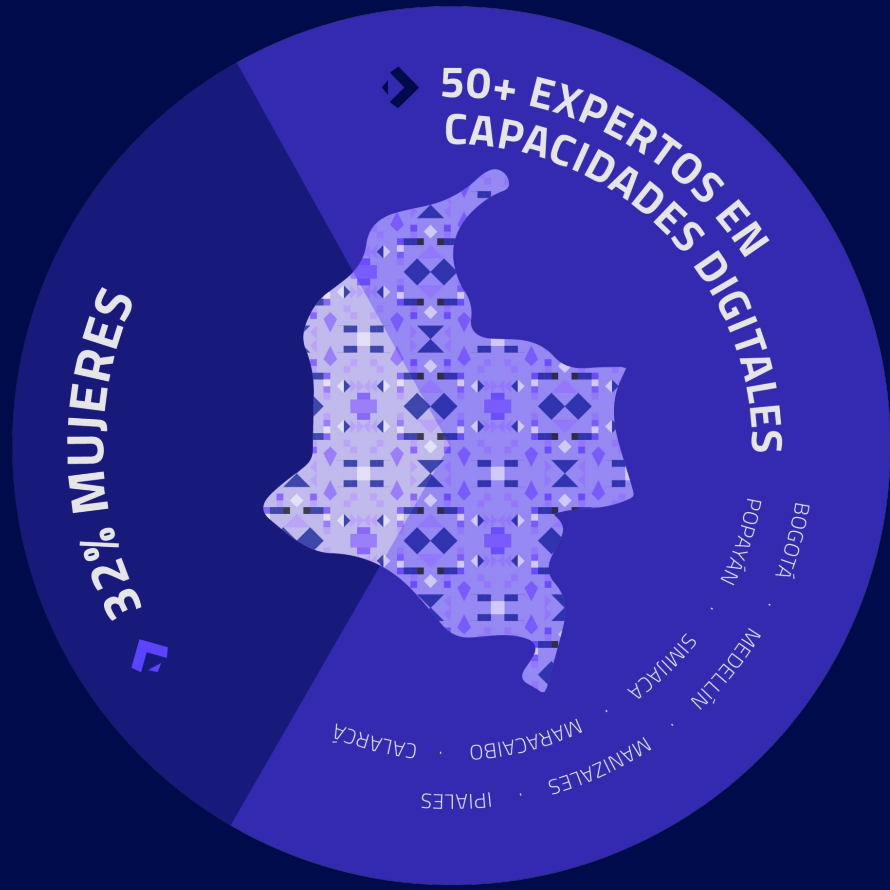 50+ EXPERTOS EN
CAPACIDADES DIGITALES
BOGOTÁ · MEDELLÍN · MANIZALES · IPIALES
POPAYÁN · SIMIJACA · MARACAIBO · CALARCÁ
32% MUJERES